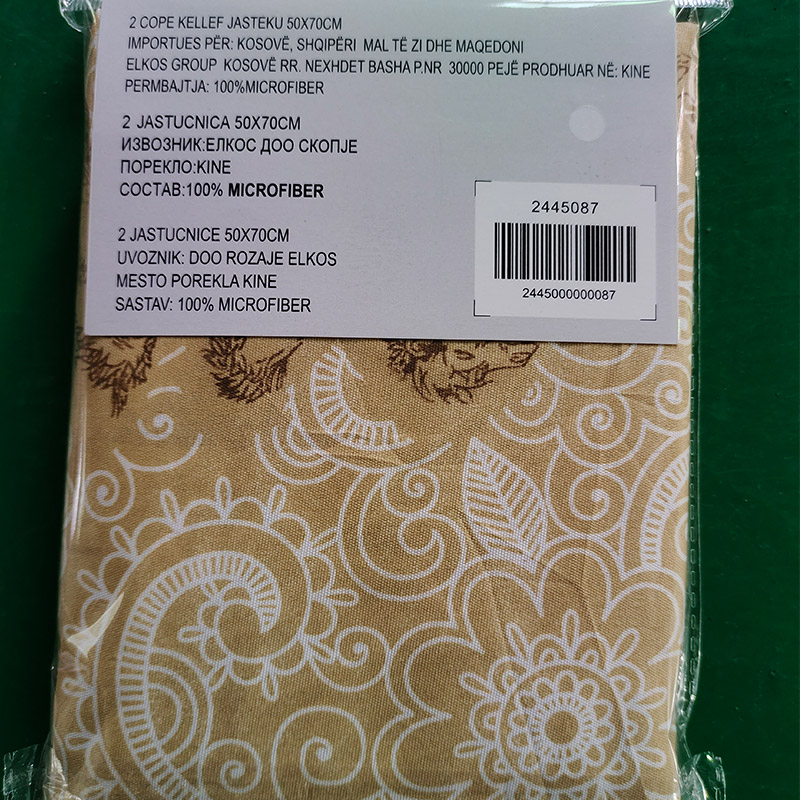 2 COPE KELLEF JASTEKU 50X70CM
IMPORTUES PËR: KOSOVË, SHQIPËRI MAL TË ZI DHE MAQEDONI
ELKOS GROUP KOSOVË RR. NEXHDET BASHA P.NR 30000 PEJË PRODHUAR NË: KINE
PERMBAJTJA: 100%MICROFIBER
2 JASTUCNICA 50X70CM
ИЗВОЗНИК:ЕЛКОС ДОО СКОПЈЕ
ПОРЕКЛО:KINE
СОСТАВ:100% MICROFIBER
2 JASTUCNICE 50X70CM
UVOZNIK: DOO ROZAJE ELKOS
MESTO POREKLA KINE
SASTAV: 100% MICROFIBER
2445087
2445000000087